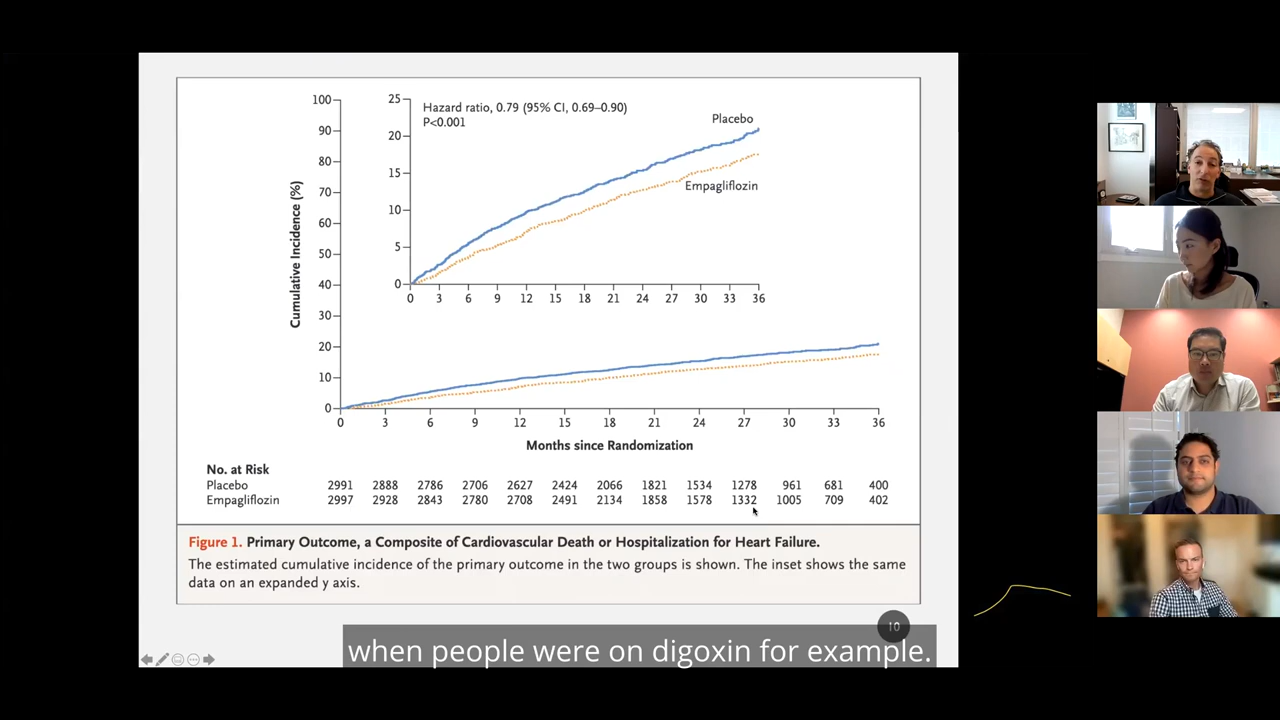 100
90
80
70
60
50
40
30
20
10
0
Cumulative Incidence (%)
25
20
15
10
5
0
Hazard ratio, 0.79 (95% CI, 0.69–0.90)
P<0.001
Placebo
Empagliflozin
0 3 6 9 12 15 18 21 24 27 30 33 36
0 3 6 9 12 15 18 21 24 27 30 33 36
Months since Randomization
No. at Risk
Placebo 2991 2888 2786 2706 2627 2424 2066 1821 1534 1278 961 681 400
Empagliflozin 2997 2928 2843 2780 2708 2491 2134 1858 1578 1332 1005 709 402
Figure 1. Primary Outcome, a Composite of Cardiovascular Death or Hospitalization for Heart Failure.
The estimated cumulative incidence of the primary outcome in the two groups is shown. The inset shows the same
data on an expanded y axis.
10
when people were on digoxin for example.